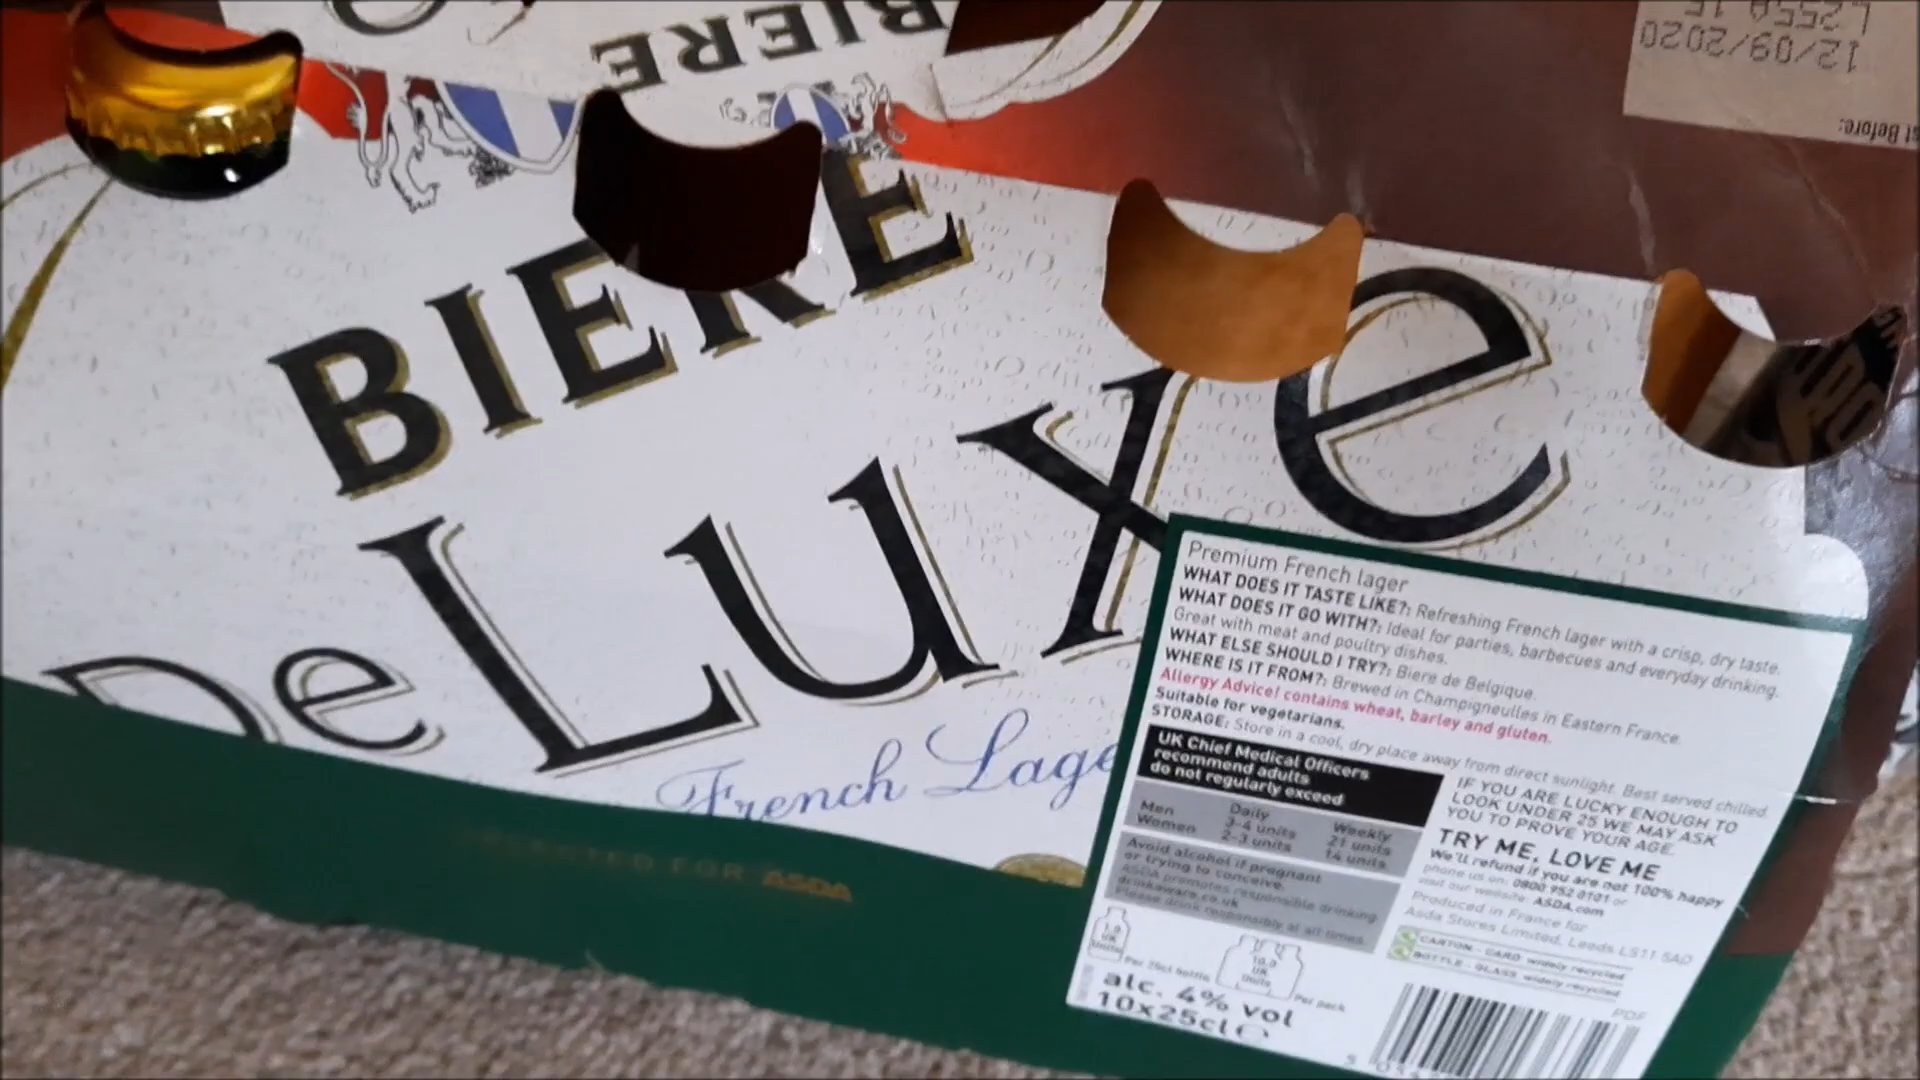 BIERE
L255
12/09/2020
st Before:
BIERE
De Luxe
French Lage
SELECTED FOR ASDA
Premium French lager
WHAT DOES IT TASTE LIKE?: Refreshing French lager with a crisp, dry taste.
WHAT DOES IT GO WITH?: Ideal for parties, barbecues and everyday drinking.
Great with meat and poultry dishes.
WHAT ELSE SHOULD I TRY?: Biere de Belgique.
WHERE IS IT FROM?: Brewed in Champigneulles in Eastern France.
Allergy Advice! contains wheat, barley and gluten.
Suitable for vegetarians.
STORAGE: Store in a cool, dry place away from direct sunlight. Best served chilled.
UK Chief Medical Officers
recommend adults
do not regularly exceed
Daily Weekly
Men 3-4 units 21 units
Women 2-3 units 14 units
Avoid alcohol if pregnant
or trying to conceive.
ASDA promotes responsible drinking
drinkaware.co.uk
Please drink responsibly at all times.
1.0
UK
Units
Per 25cl bottle
10.0
UK
Units
Per pack
alc. 4% vol
10x25cl e
IF YOU ARE LUCKY ENOUGH TO
LOOK UNDER 25 WE MAY ASK
YOU TO PROVE YOUR AGE.
TRY ME, LOVE ME
We'll refund if you are not 100% happy
phone us on: 0800 952 0101 or
visit our website: ASDA.com
Produced in France for
Asda Stores Limited, Leeds LS11 5AD
CARTON - CARD widely recycled
BOTTLE - GLASS widely recycled
PDF